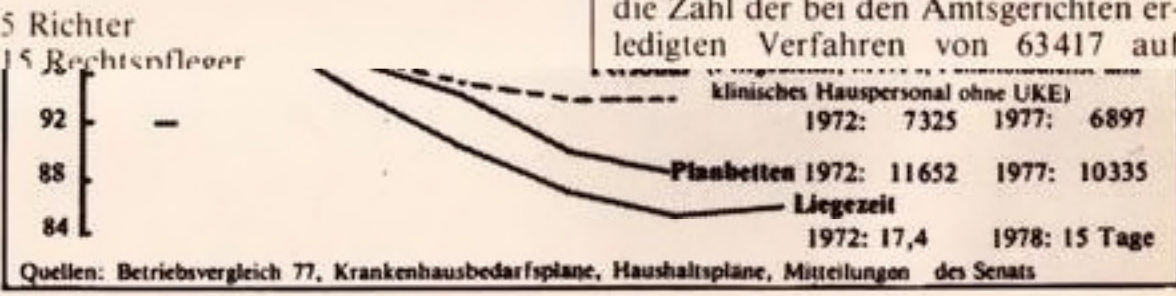 5 Richter
15 Rechtspfleger
die Zahl der bei den Amtsgerichten er-
ledigten Verfahren von 63417 auf
klinisches Hauspersonal ohne UKE)
92
1972: 7325 1977: 6897
88
Planbetten 1972: 11652 1977: 10335
Liegezeit
84
1972: 17,4 1978: 15 Tage
Quellen: Betriebsvergleich 77, Krankenhausbedarfspläne, Haushaltspläne, Mitteilungen des Senats